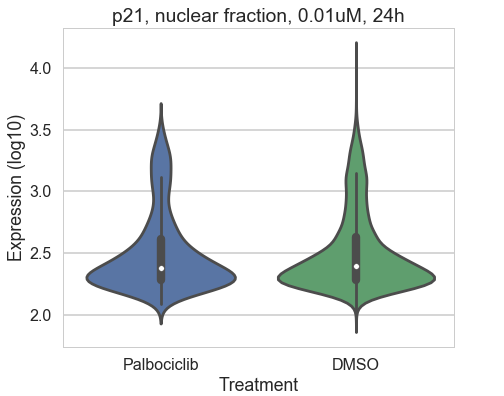 p21, nuclear fraction, 0.01uM, 24h
Expression (log10)
4.0
3.5
3.0
2.5
2.0
Palbociclib
DMSO
Treatment